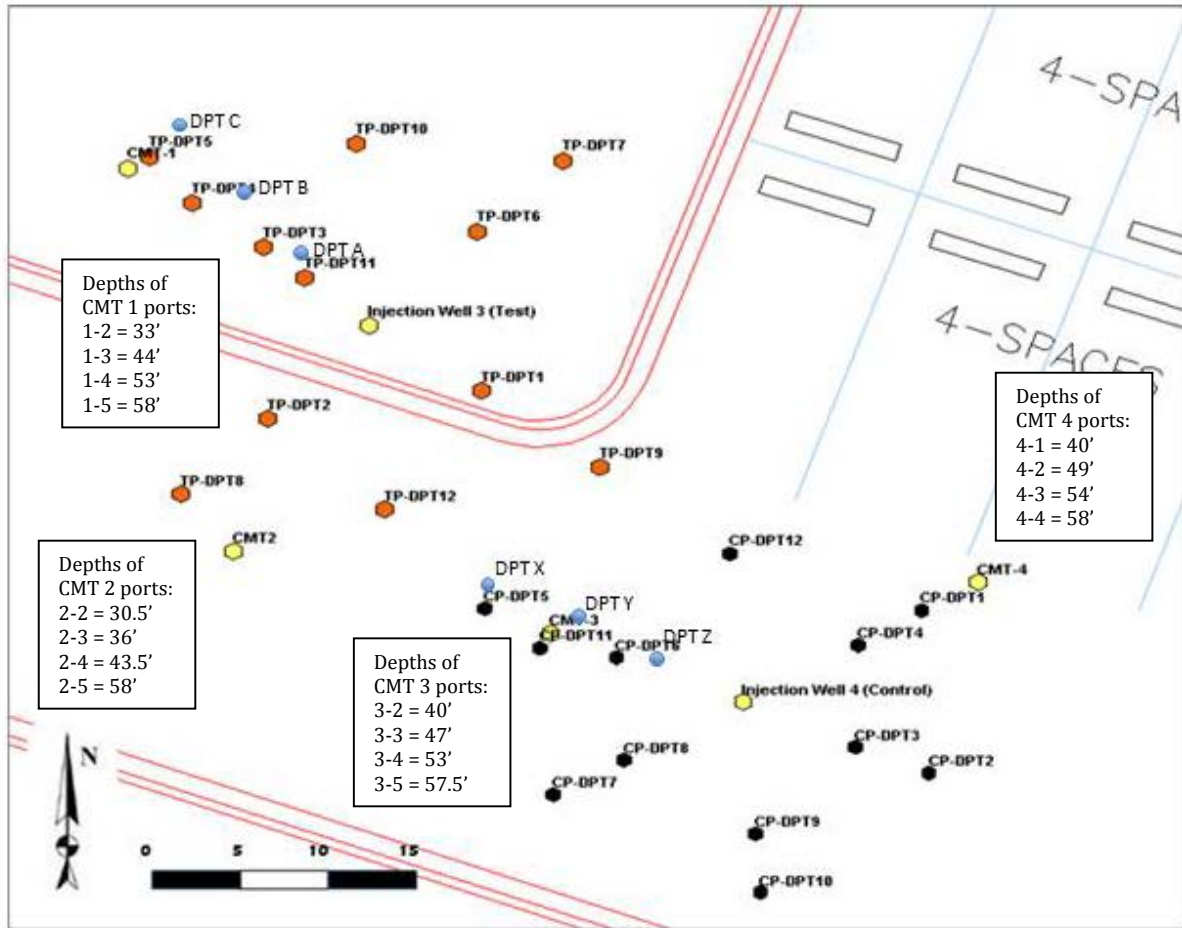 4-SPA
DPT C
TP-DPT10
TP-DPT5
TP-DPT7
CMT-1
DPT B
TP-DPT6
TP-DPT3
DPT A
TP-DPT11
Injection Well 3 (Test)
Depths of
CMT 1 ports:
1-2 = 33’
1-3 = 44’
1-4 = 53’
1-5 = 58’
4-SPACES
TP-DPT1
TP-DPT2
Depths of
CMT 4 ports:
4-1 = 40’
4-2 = 49’
4-3 = 54’
4-4 = 58’
TP-DPT9
TP-DPT8
TP-DPT12
CMT2
CP-DPT12
Depths of
CMT 2 ports:
2-2 = 30.5’
2-3 = 36’
2-4 = 43.5’
2-5 = 58’
DPT X
CMT-4
CP-DPT5
CP-DPT1
DPT Y
CMT-3
CP-DPT11
CP-DPT6
DPT Z
CP-DPT4
Depths of
CMT 3 ports:
3-2 = 40’
3-3 = 47’
3-4 = 53’
3-5 = 57.5’
Injection Well 4 (Control)
CP-DPT3
CP-DPT8
CP-DPT2
CP-DPT7
N
CP-DPT9
0 5 10 15
CP-DPT10